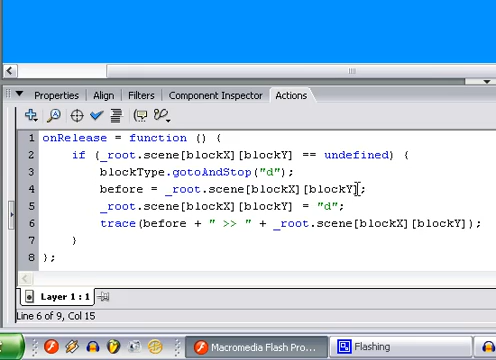 Properties Align Filters Component Inspector Actions
1 onRelease = function () {
2 if (_root.scene[blockX][blockY] == undefined) {
3 blockType.gotoAndStop("d");
4 before = _root.scene[blockX][blockY];
5 _root.scene[blockX][blockY] = "d";
6 trace(before + " >> " + _root.scene[blockX][blockY]);
7 }
8 };
Layer 1 : 1
Line 6 of 9, Col 15
Macromedia Flash Pro... Flashing